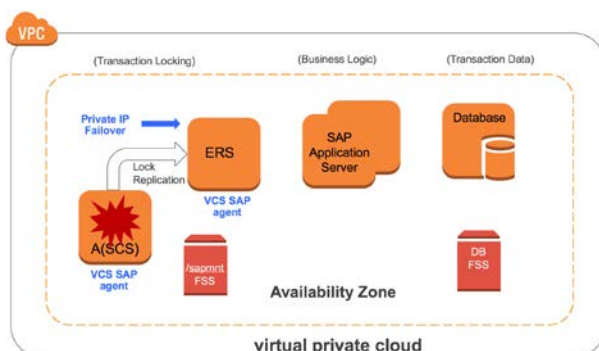 VPC
(Transaction Locking)
(Business Logic)
(Transaction Data)
Private IP
Failover
ERS
Lock
Replication
VCS SAP
agent
A(SCS)
VCS SAP
agent
/sapmnt
FSS
SAP
Application
Server
Database
DB
FSS
Availability Zone
virtual private cloud